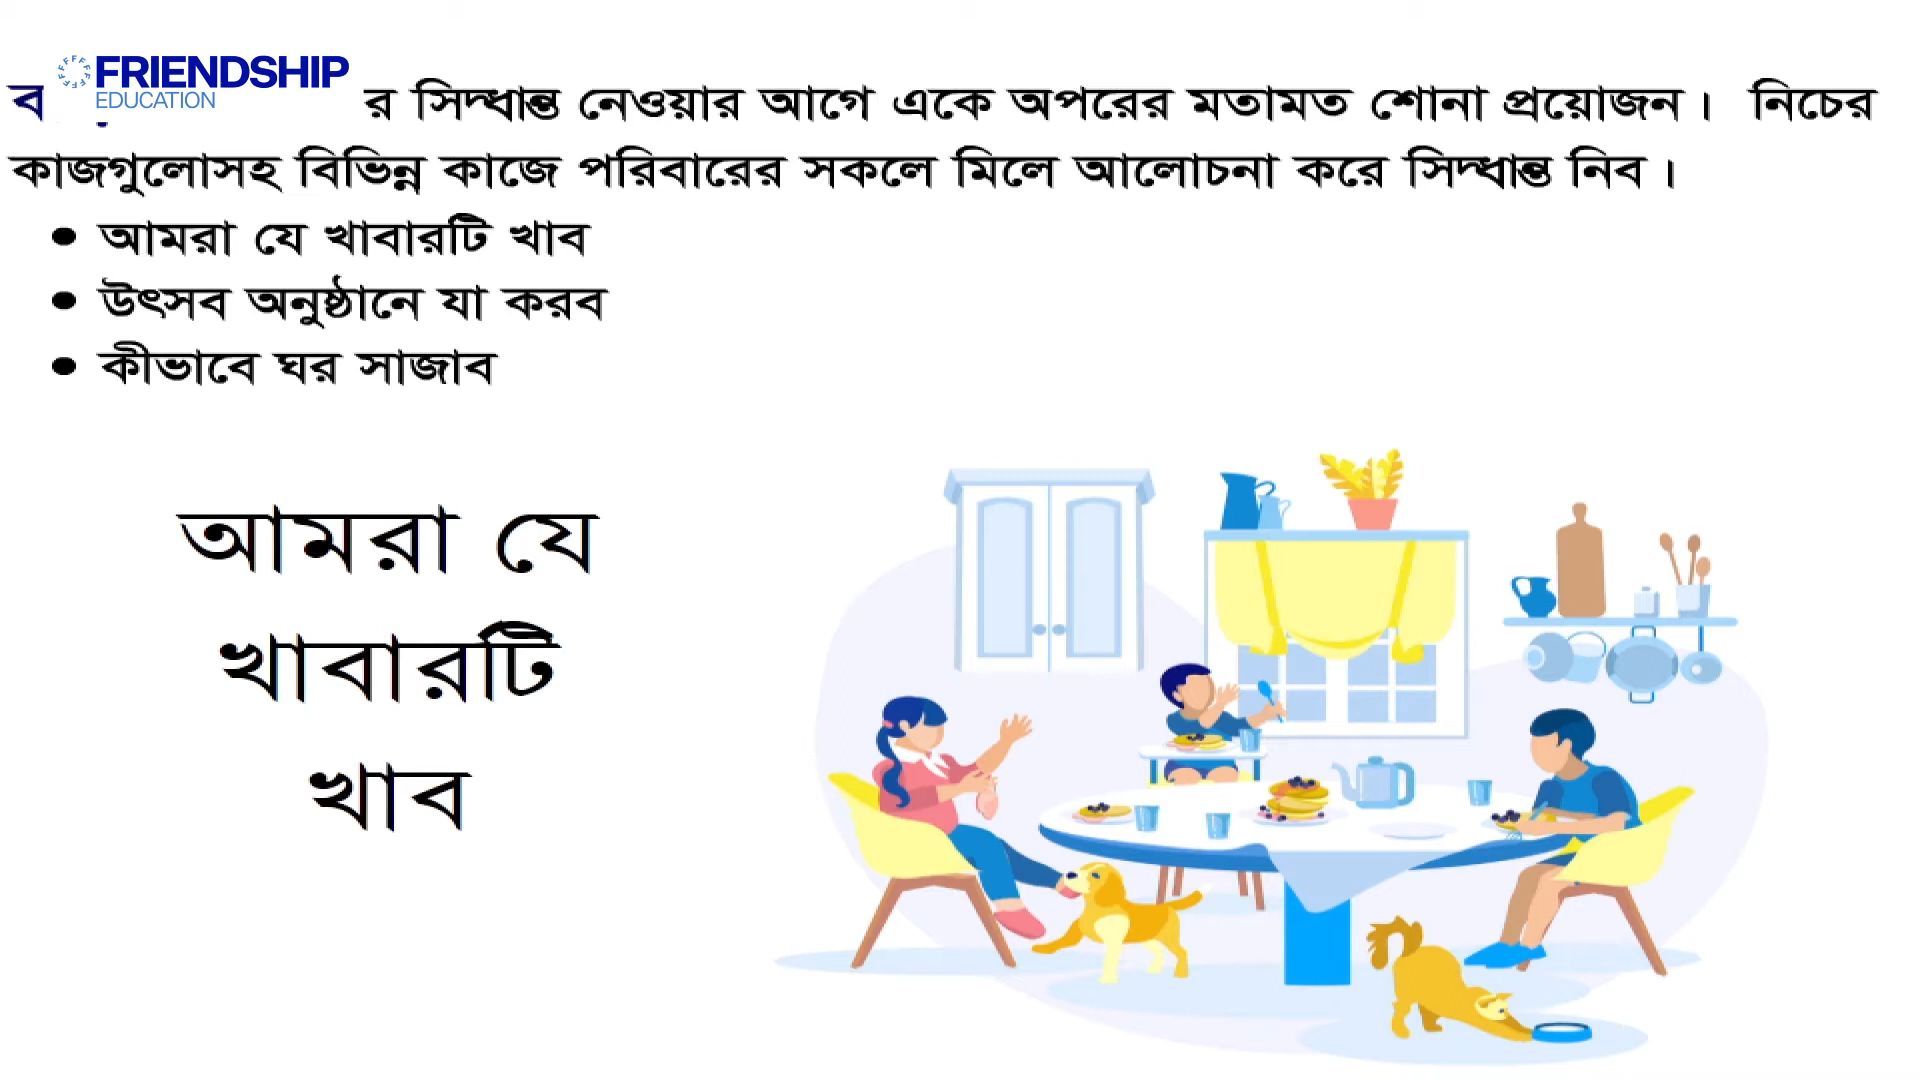 FRIENDSHIP
EDUCATION
র সিদ্ধান্ত নেওয়ার আগে একে অপরের মতামত শোনা প্রয়োজন। নিচের
কাজগুলোসহ বিভিন্ন কাজে পরিবারের সকলে মিলে আলোচনা করে সিদ্ধান্ত নিব।
• আমরা যে খাবারটি খাব
• উৎসব অনুষ্ঠানে যা করব
• কীভাবে ঘর সাজাব
আমরা যে
খাবারটি
খাব